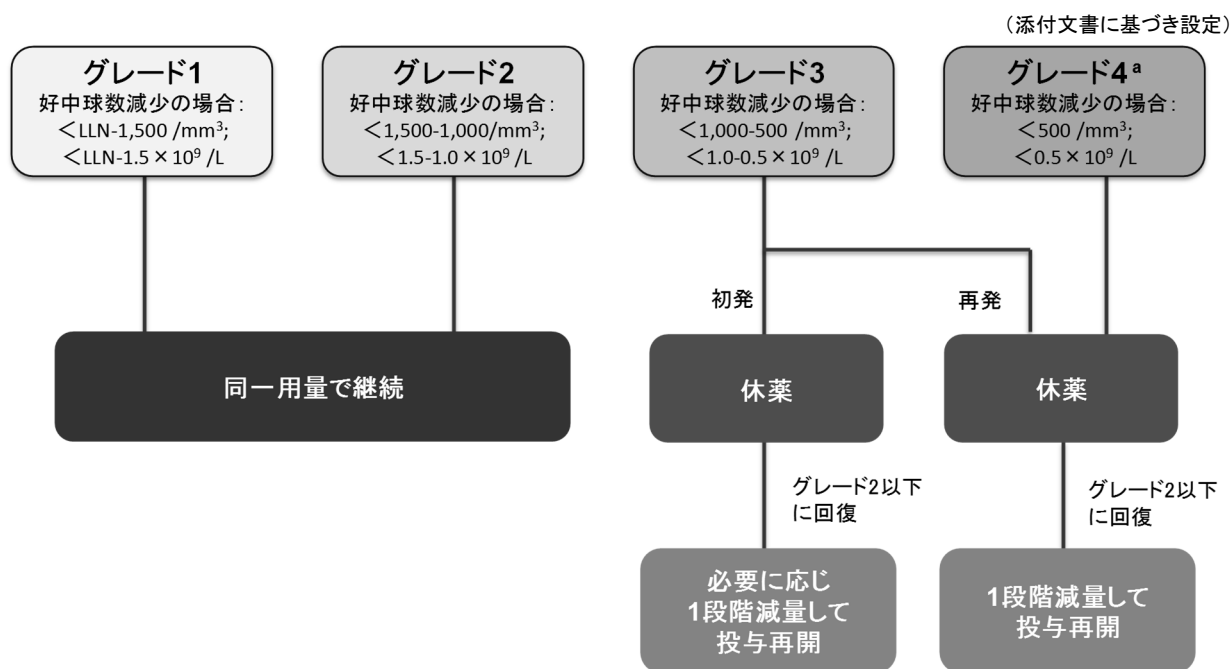 （添付文書に基づき設定）
グレード1
好中球数減少の場合：
＜LLN-1,500 /mm³;
＜LLN-1.5 × 10⁹ /L
グレード2
好中球数減少の場合：
＜1,500-1,000/mm³;
＜1.5-1.0 × 10⁹ /L
グレード3
好中球数減少の場合：
＜1,000-500 /mm³;
＜1.0-0.5 × 10⁹ /L
グレード4 ᵃ
好中球数減少の場合：
＜500 /mm³;
＜0.5 × 10⁹ /L
初発
再発
同一用量で継続
休薬
休薬
グレード2以下
に回復
グレード2以下
に回復
必要に応じ
1段階減量して
投与再開
1段階減量して
投与再開